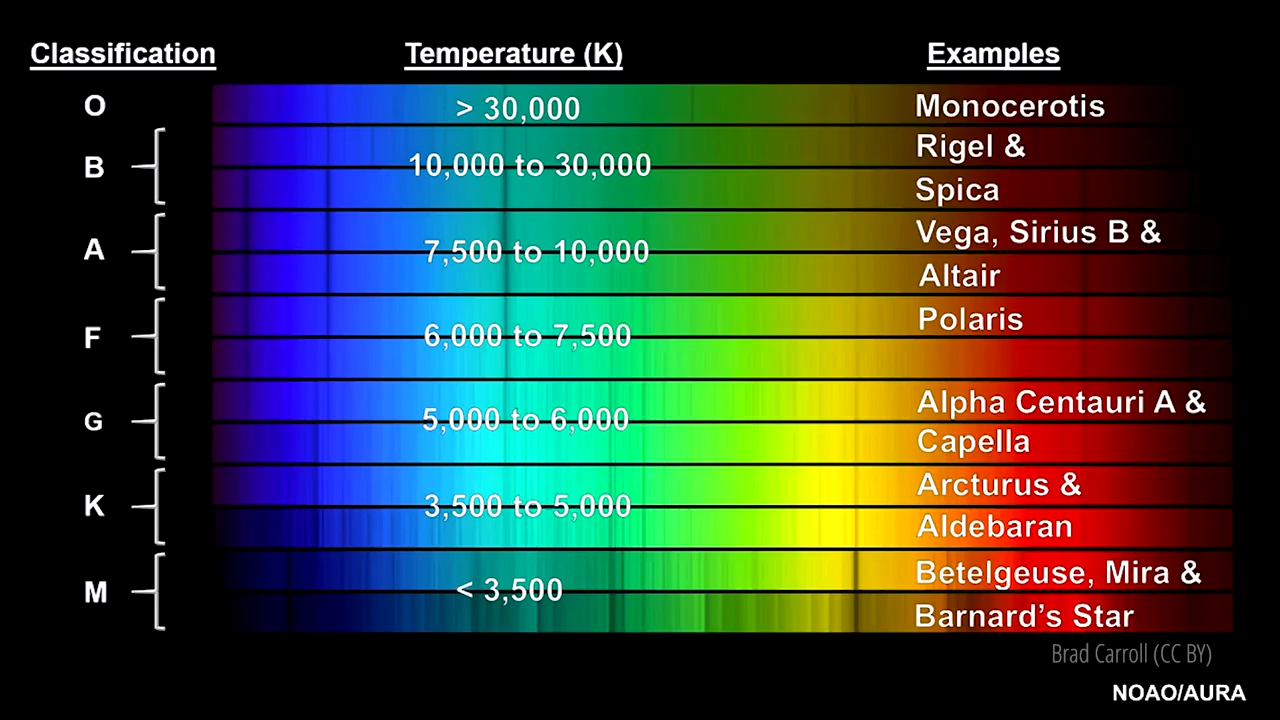 Classification Temperature (K) Examples
O > 30,000 Monocerotis
B 10,000 to 30,000 Rigel &
Spica
A 7,500 to 10,000 Vega, Sirius B &
Altair
F 6,000 to 7,500 Polaris
G 5,000 to 6,000 Alpha Centauri A &
Capella
K 3,500 to 5,000 Arcturus &
Aldebaran
M < 3,500 Betelgeuse, Mira &
Barnard’s Star
Brad Carroll (CC BY)
NOAO/AURA